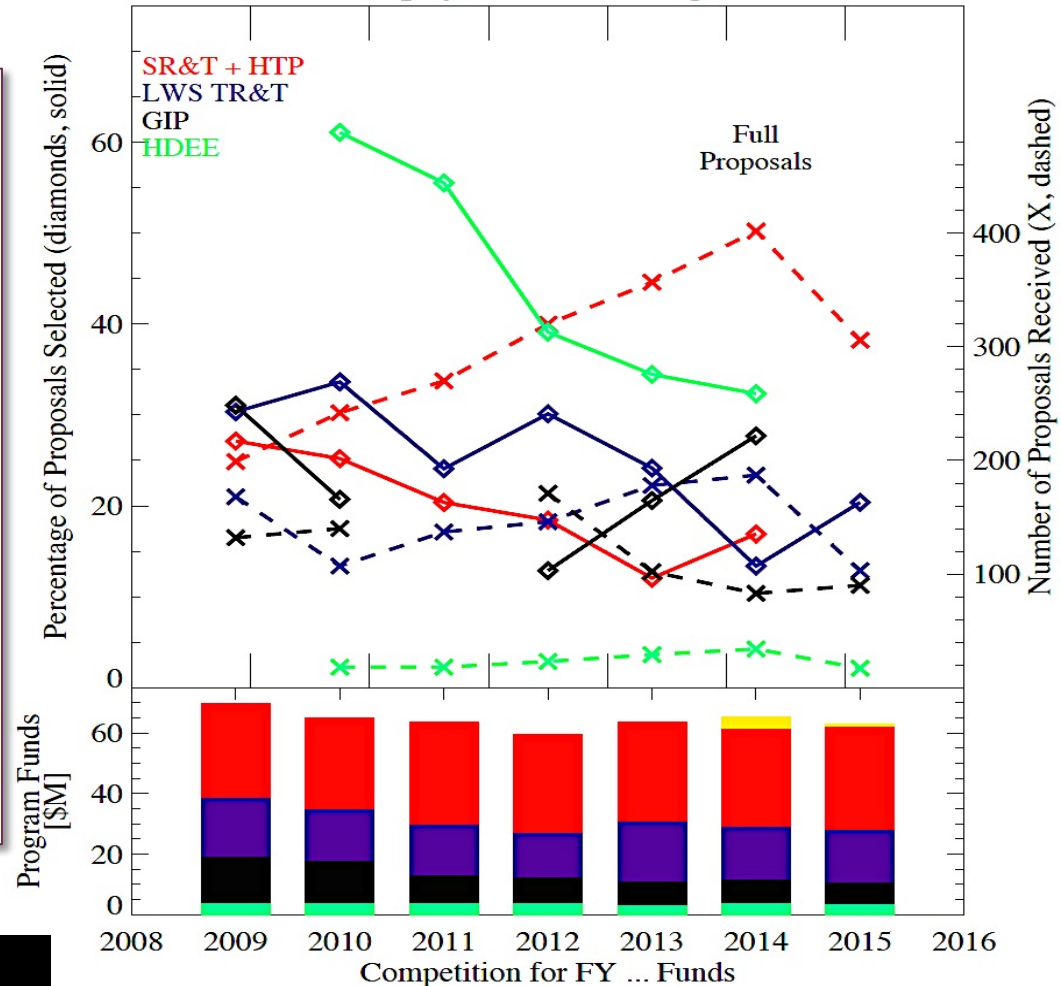 SR&T + HTP
LWS TR&T
GIP
HDEE
Full
Proposals
Percentage of Proposals Selected (diamonds, solid)
60
40
20
0
Number of Proposals Received (X, dashed)
400
300
200
100
Program Funds
[$M]
60
40
20
0
2008 2009 2010 2011 2012 2013 2014 2015 2016
Competition for FY ... Funds